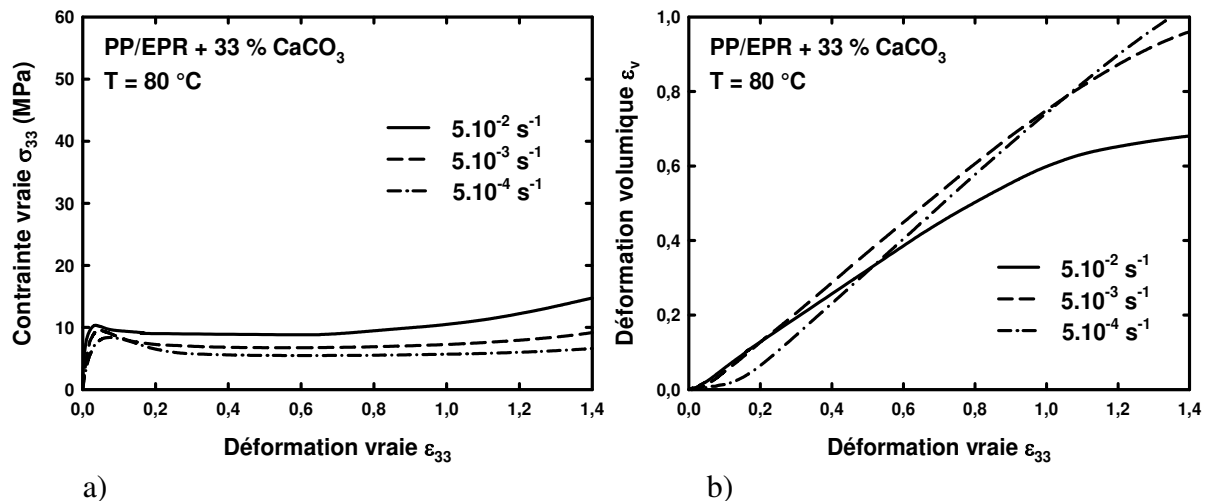 PP/EPR + 33 % CaCO3
T = 80 °C
5.10-2 s-1
5.10-3 s-1
5.10-4 s-1
Contrainte vraie σ33 (MPa)
60
50
40
30
20
10
0
0,0 0,2 0,4 0,6 0,8 1,0 1,2 1,4
Déformation vraie ε33
a)
PP/EPR + 33 % CaCO3
T = 80 °C
5.10-2 s-1
5.10-3 s-1
5.10-4 s-1
Déformation volumique εv
1,0
0,8
0,6
0,4
0,2
0,0
0,0 0,2 0,4 0,6 0,8 1,0 1,2 1,4
Déformation vraie ε33
b)